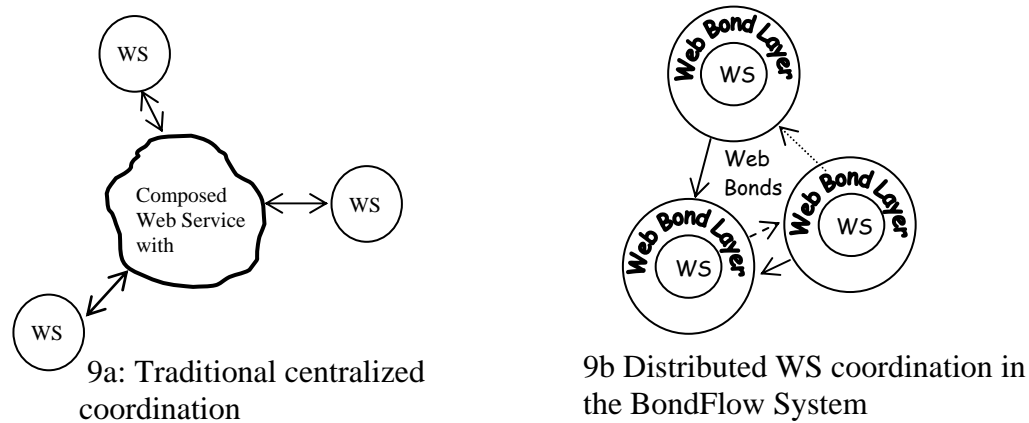 WS
Composed
Web Service
with
WS
WS
9a: Traditional centralized
coordination
Web Bond Layer
WS
Web
Bonds
Web Bond Layer
WS
Web Bond Layer
WS
9b Distributed WS coordination in
the BondFlow System